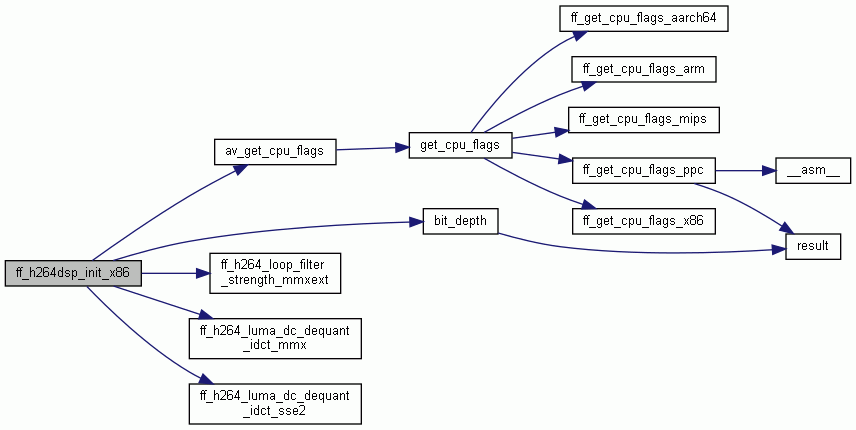 ff_get_cpu_flags_aarch64
ff_get_cpu_flags_arm
ff_get_cpu_flags_mips
av_get_cpu_flags
get_cpu_flags
ff_get_cpu_flags_ppc
__asm__
bit_depth
ff_get_cpu_flags_x86
result
ff_h264dsp_init_x86
ff_h264_loop_filter
_strength_mmxext
ff_h264_luma_dc_dequant
_idct_mmx
ff_h264_luma_dc_dequant
_idct_sse2